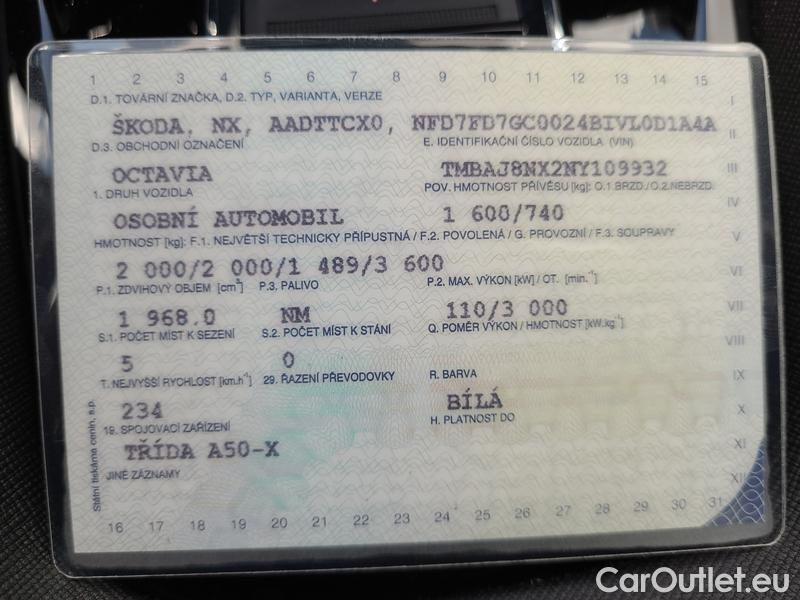 1 2 3 4 5 6 7 8 9 10 11 12 13 14 15
D.1. TOVÁRNÍ ZNAČKA, D.2. TYP, VARIANTA, VERZE I
ŠKODA, NX, AADTTCX0, NFD7FD7GC0024BIVL0D1A4A
D.3. OBCHODNÍ OZNAČENÍ E. IDENTIFIKAČNÍ ČÍSLO VOZIDLA (VIN) II
OCTAVIA TMBAJ8NX2NY109932 III
1. DRUH VOZIDLA POV. HMOTNOST PŘÍVĚSU [kg]: O.1 BRZD./O.2.NEBRZD.
OSOBNÍ AUTOMOBIL 1 600/740 IV
HMOTNOST [kg]: F.1. NEJVĚTŠÍ TECHNICKY PŘÍPUSTNÁ / F.2. POVOLENÁ / G. PROVOZNÍ / F.3. SOUPRAVY V
2 000/2 000/1 489/3 600 VI
P.1. ZDVIHOVÝ OBJEM [cm³] P.3. PALIVO P.2. MAX. VÝKON [kW] / OT. [min.⁻¹]
1 968.0 NM 110/3 000 VII
S.1. POČET MÍST K SEZENÍ S.2. POČET MÍST K STÁNÍ Q. POMĚR VÝKON / HMOTNOST [kW.kg⁻¹]
VIII
5 0
T. NEJVYŠŠÍ RYCHLOST [km.h⁻¹] 29. ŘAZENÍ PŘEVODOVKY R. BARVA IX
234 BÍLÁ X
19. SPOJOVACÍ ZAŘÍZENÍ H. PLATNOST DO
TŘÍDA A50-X XI
JINÉ ZÁZNAMY XII
Státní tiskárna cenin, s.p.
16 17 18 19 20 21 22 23 24 25 26 27 28 29 30 31
CarOutlet.eu